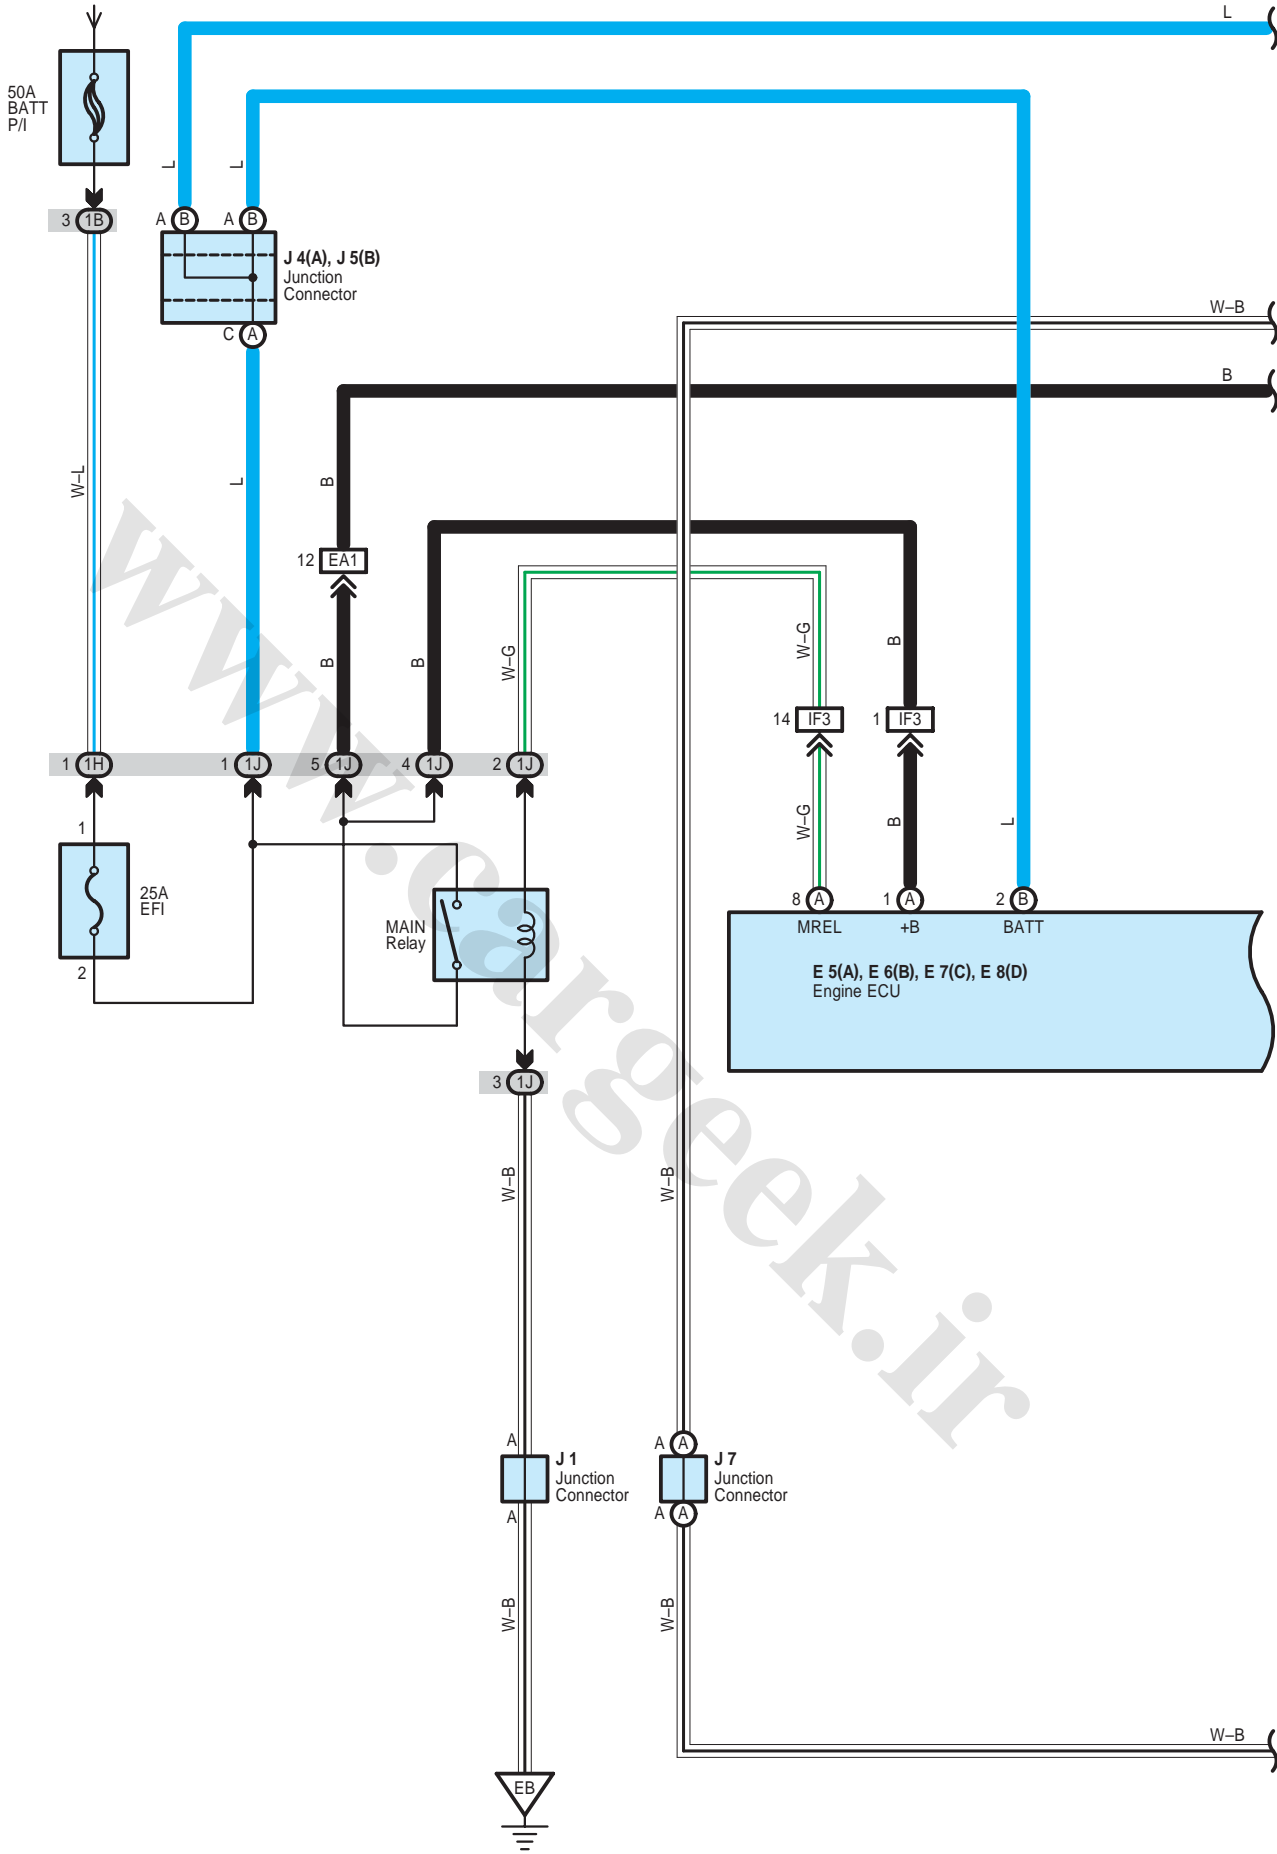 L
50A
BATT
P/I
L
L
3 1B
A B
A B
J 4(A), J 5(B)
Junction
Connector
C A
W–B
B
W–L
L
B
12 EA1
B
B
W–G
W–G
B
14 IF3
1 IF3
1 1H
1 1J
5 1J
4 1J
2 1J
W–G
B
L
1
25A
EFI
2
MAIN
Relay
8 A
1 A
2 B
MREL
+B
BATT
E 5(A), E 6(B), E 7(C), E 8(D)
Engine ECU
3 1J
W–B
W–B
A
J 1
Junction
Connector
A
A A
J 7
Junction
Connector
A A
W–B
W–B
W–B
EB
www.cargeek.ir